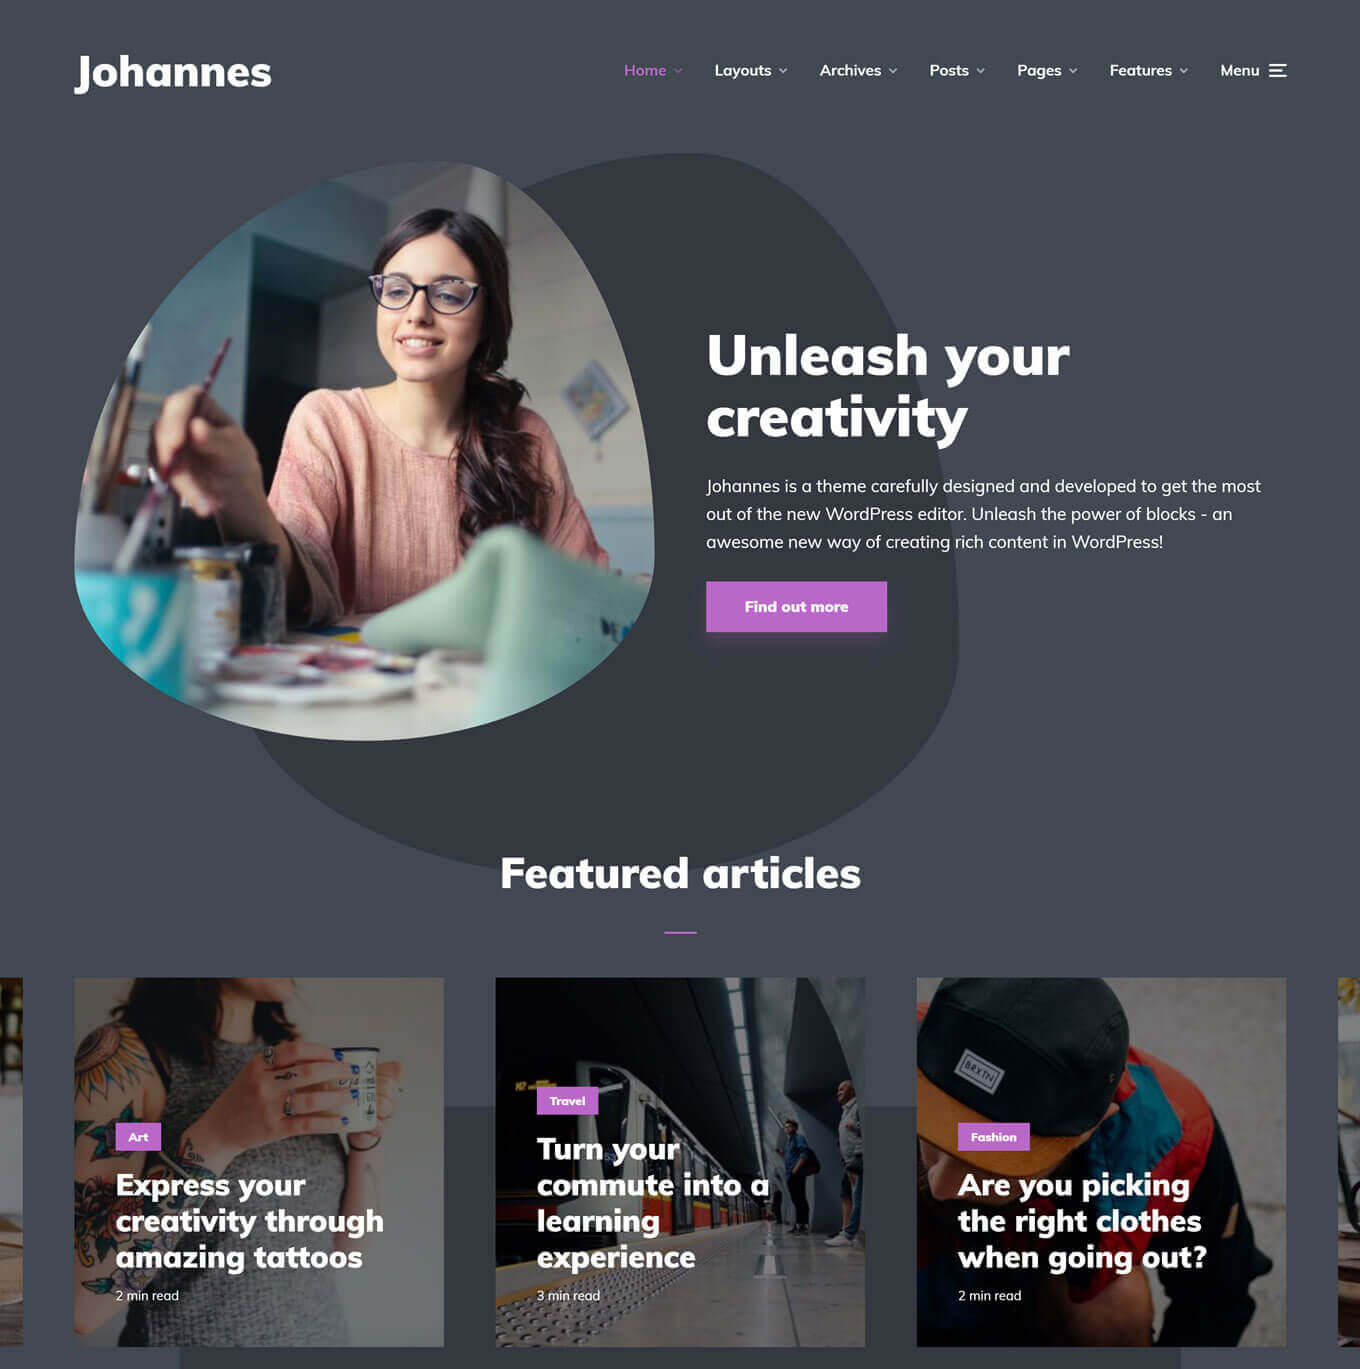 Johannes
Home
Layouts
Archives
Posts
Pages
Features
Menu
Unleash your
creativity
Johannes is a theme carefully designed and developed to get the most
out of the new WordPress editor. Unleash the power of blocks - an
awesome new way of creating rich content in WordPress!
Find out more
Featured articles
Art
Express your
creativity through
amazing tattoos
2 min read
Travel
Turn your
commute into a
learning
experience
3 min read
BRXTN
Fashion
Are you picking
the right clothes
when going out?
2 min read